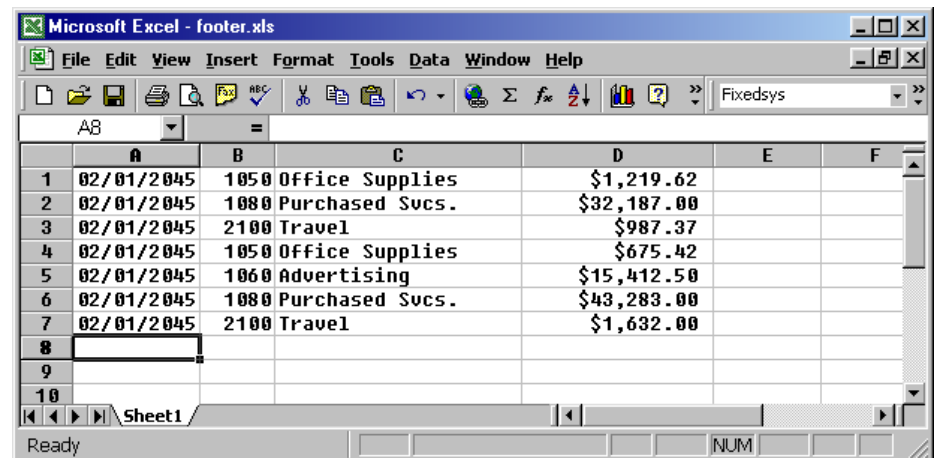 Microsoft Excel - footer.xls
File Edit View Insert Format Tools Data Window Help
Fax ABC Σ fx A Z ? » Fixedsys »
A8 =
A B C D E F
1 02/01/2045 1050 Office Supplies $1,219.62
2 02/01/2045 1080 Purchased Svcs. $32,187.00
3 02/01/2045 2100 Travel $987.37
4 02/01/2045 1050 Office Supplies $675.42
5 02/01/2045 1060 Advertising $15,412.50
6 02/01/2045 1080 Purchased Svcs. $43,283.00
7 02/01/2045 2100 Travel $1,632.00
8
9
10
Sheet1
Ready NUM